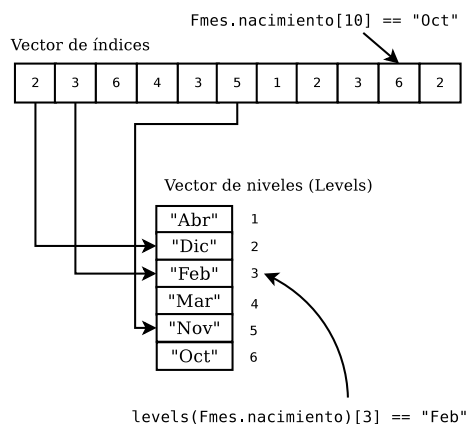 Fmes.nacimiento[10] == "Oct"
Vector de índices
2 3 6 4 3 5 1 2 3 6 2
Vector de niveles (Levels)
"Abr" 1
"Dic" 2
"Feb" 3
"Mar" 4
"Nov" 5
"Oct" 6
levels(Fmes.nacimiento)[3] == "Feb"